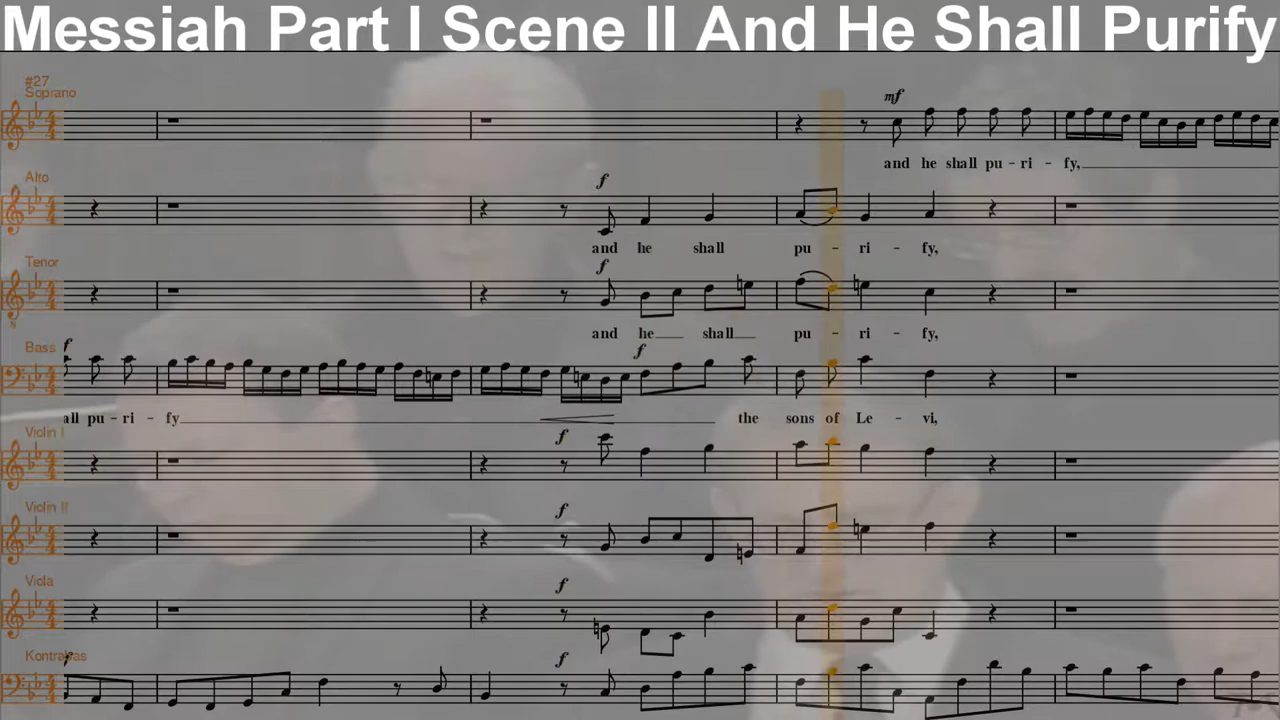 Messiah Part I Scene II And He Shall Purify
#27
Soprano
mf
and he shall pu - ri - fy,
Alto
f
and he shall pu - ri - fy,
Tenor
f
and he shall pu - ri - fy,
Bass
f
f
all pu - ri - fy the sons of Le - vi,
Violin I
f
Violin II
f
Viola
f
Kontrabas
f
f